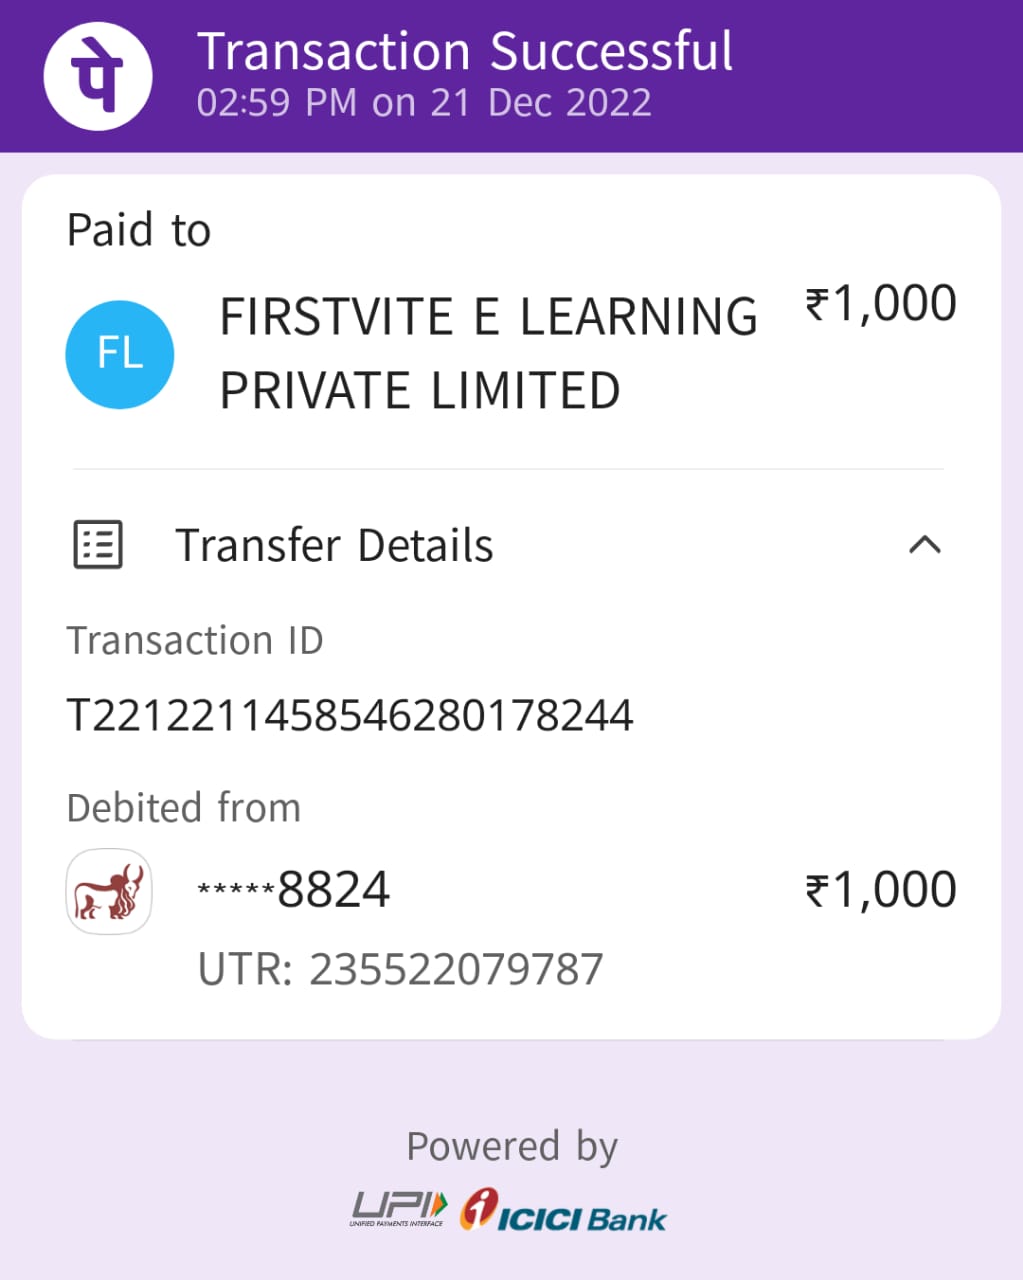 पे
Transaction Successful
02:59 PM on 21 Dec 2022
Paid to
FL
FIRSTVITE E LEARNING
PRIVATE LIMITED
₹1,000
Transfer Details
Transaction ID
T2212211458546280178244
Debited from
*****8824
₹1,000
UTR: 235522079787
Powered by
UPI
UNIFIED PAYMENTS INTERFACE
ICICI Bank